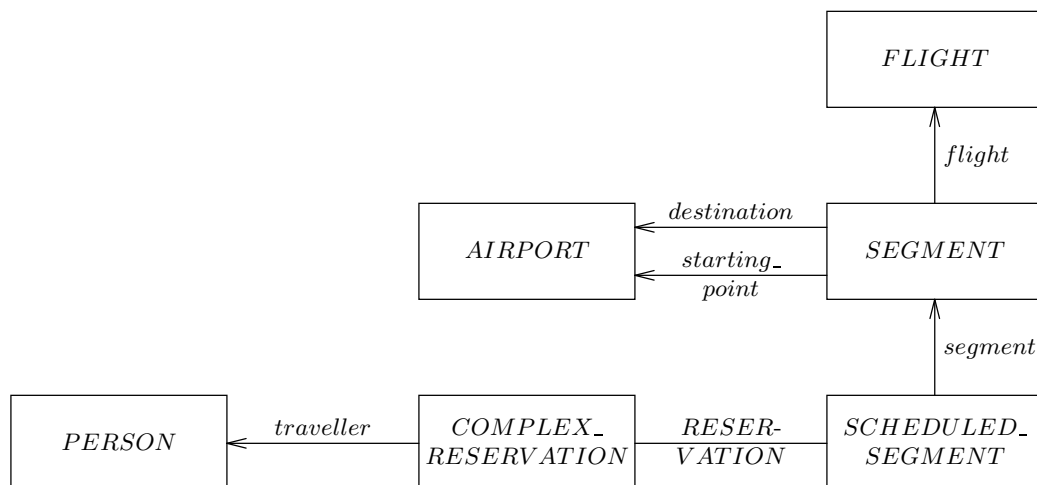 FLIGHT
flight
destination
AIRPORT
SEGMENT
starting_
point
segment
PERSON
traveller
COMPLEX_
RESERVATION
RESER-
VATION
SCHEDULED_
SEGMENT